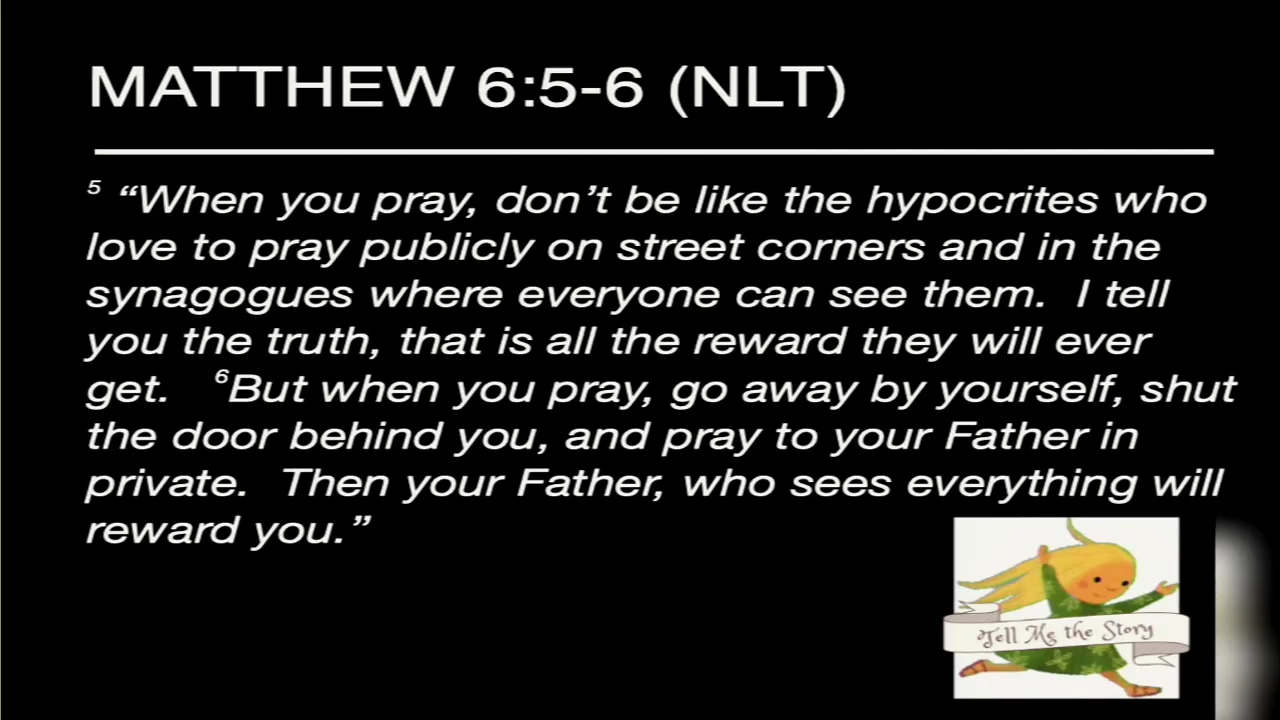 MATTHEW 6:5-6 (NLT)
5 “When you pray, don’t be like the hypocrites who
love to pray publicly on street corners and in the
synagogues where everyone can see them. I tell
you the truth, that is all the reward they will ever
get. 6But when you pray, go away by yourself, shut
the door behind you, and pray to your Father in
private. Then your Father, who sees everything will
reward you.”
Tell Me the Story